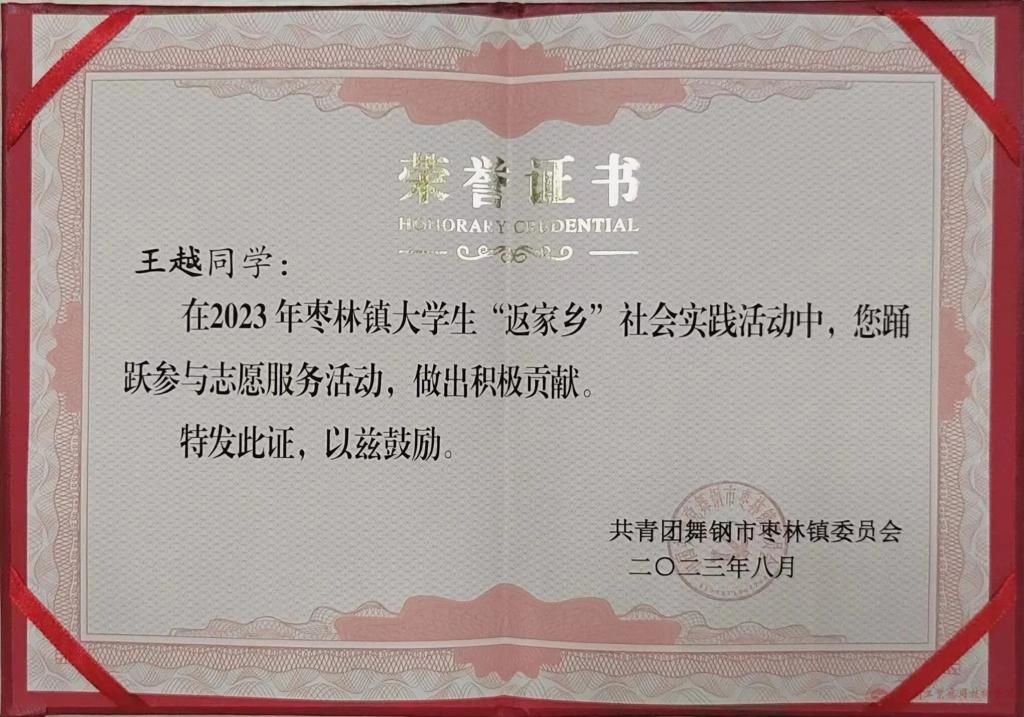 荣誉证书
HONORARY CREDENTIAL
王越同学：
在2023年枣林镇大学生“返家乡”社会实践活动中，您踊
跃参与志愿服务活动，做出积极贡献。
特发此证，以兹鼓励。
共青团舞钢市枣林镇委员会
二〇二三年八月